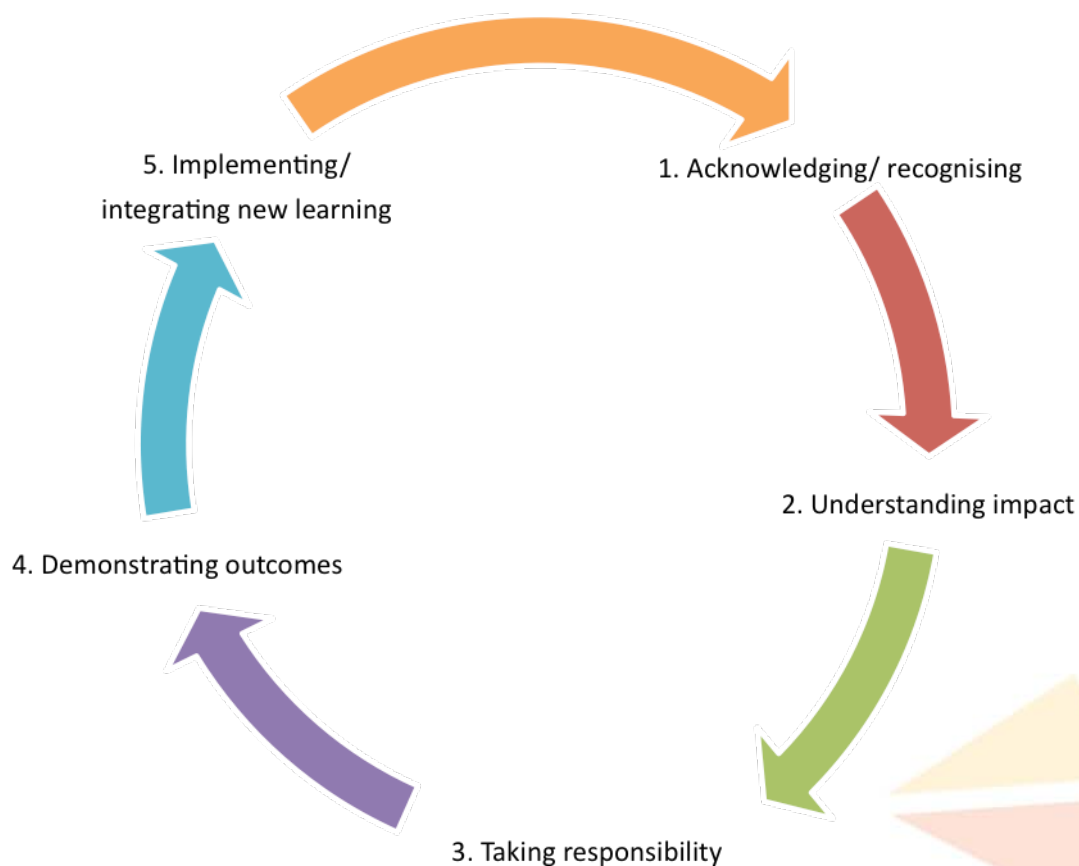 1. Acknowledging/ recognising
2. Understanding impact
3. Taking responsibility
4. Demonstrating outcomes
5. Implementing/
integrating new learning